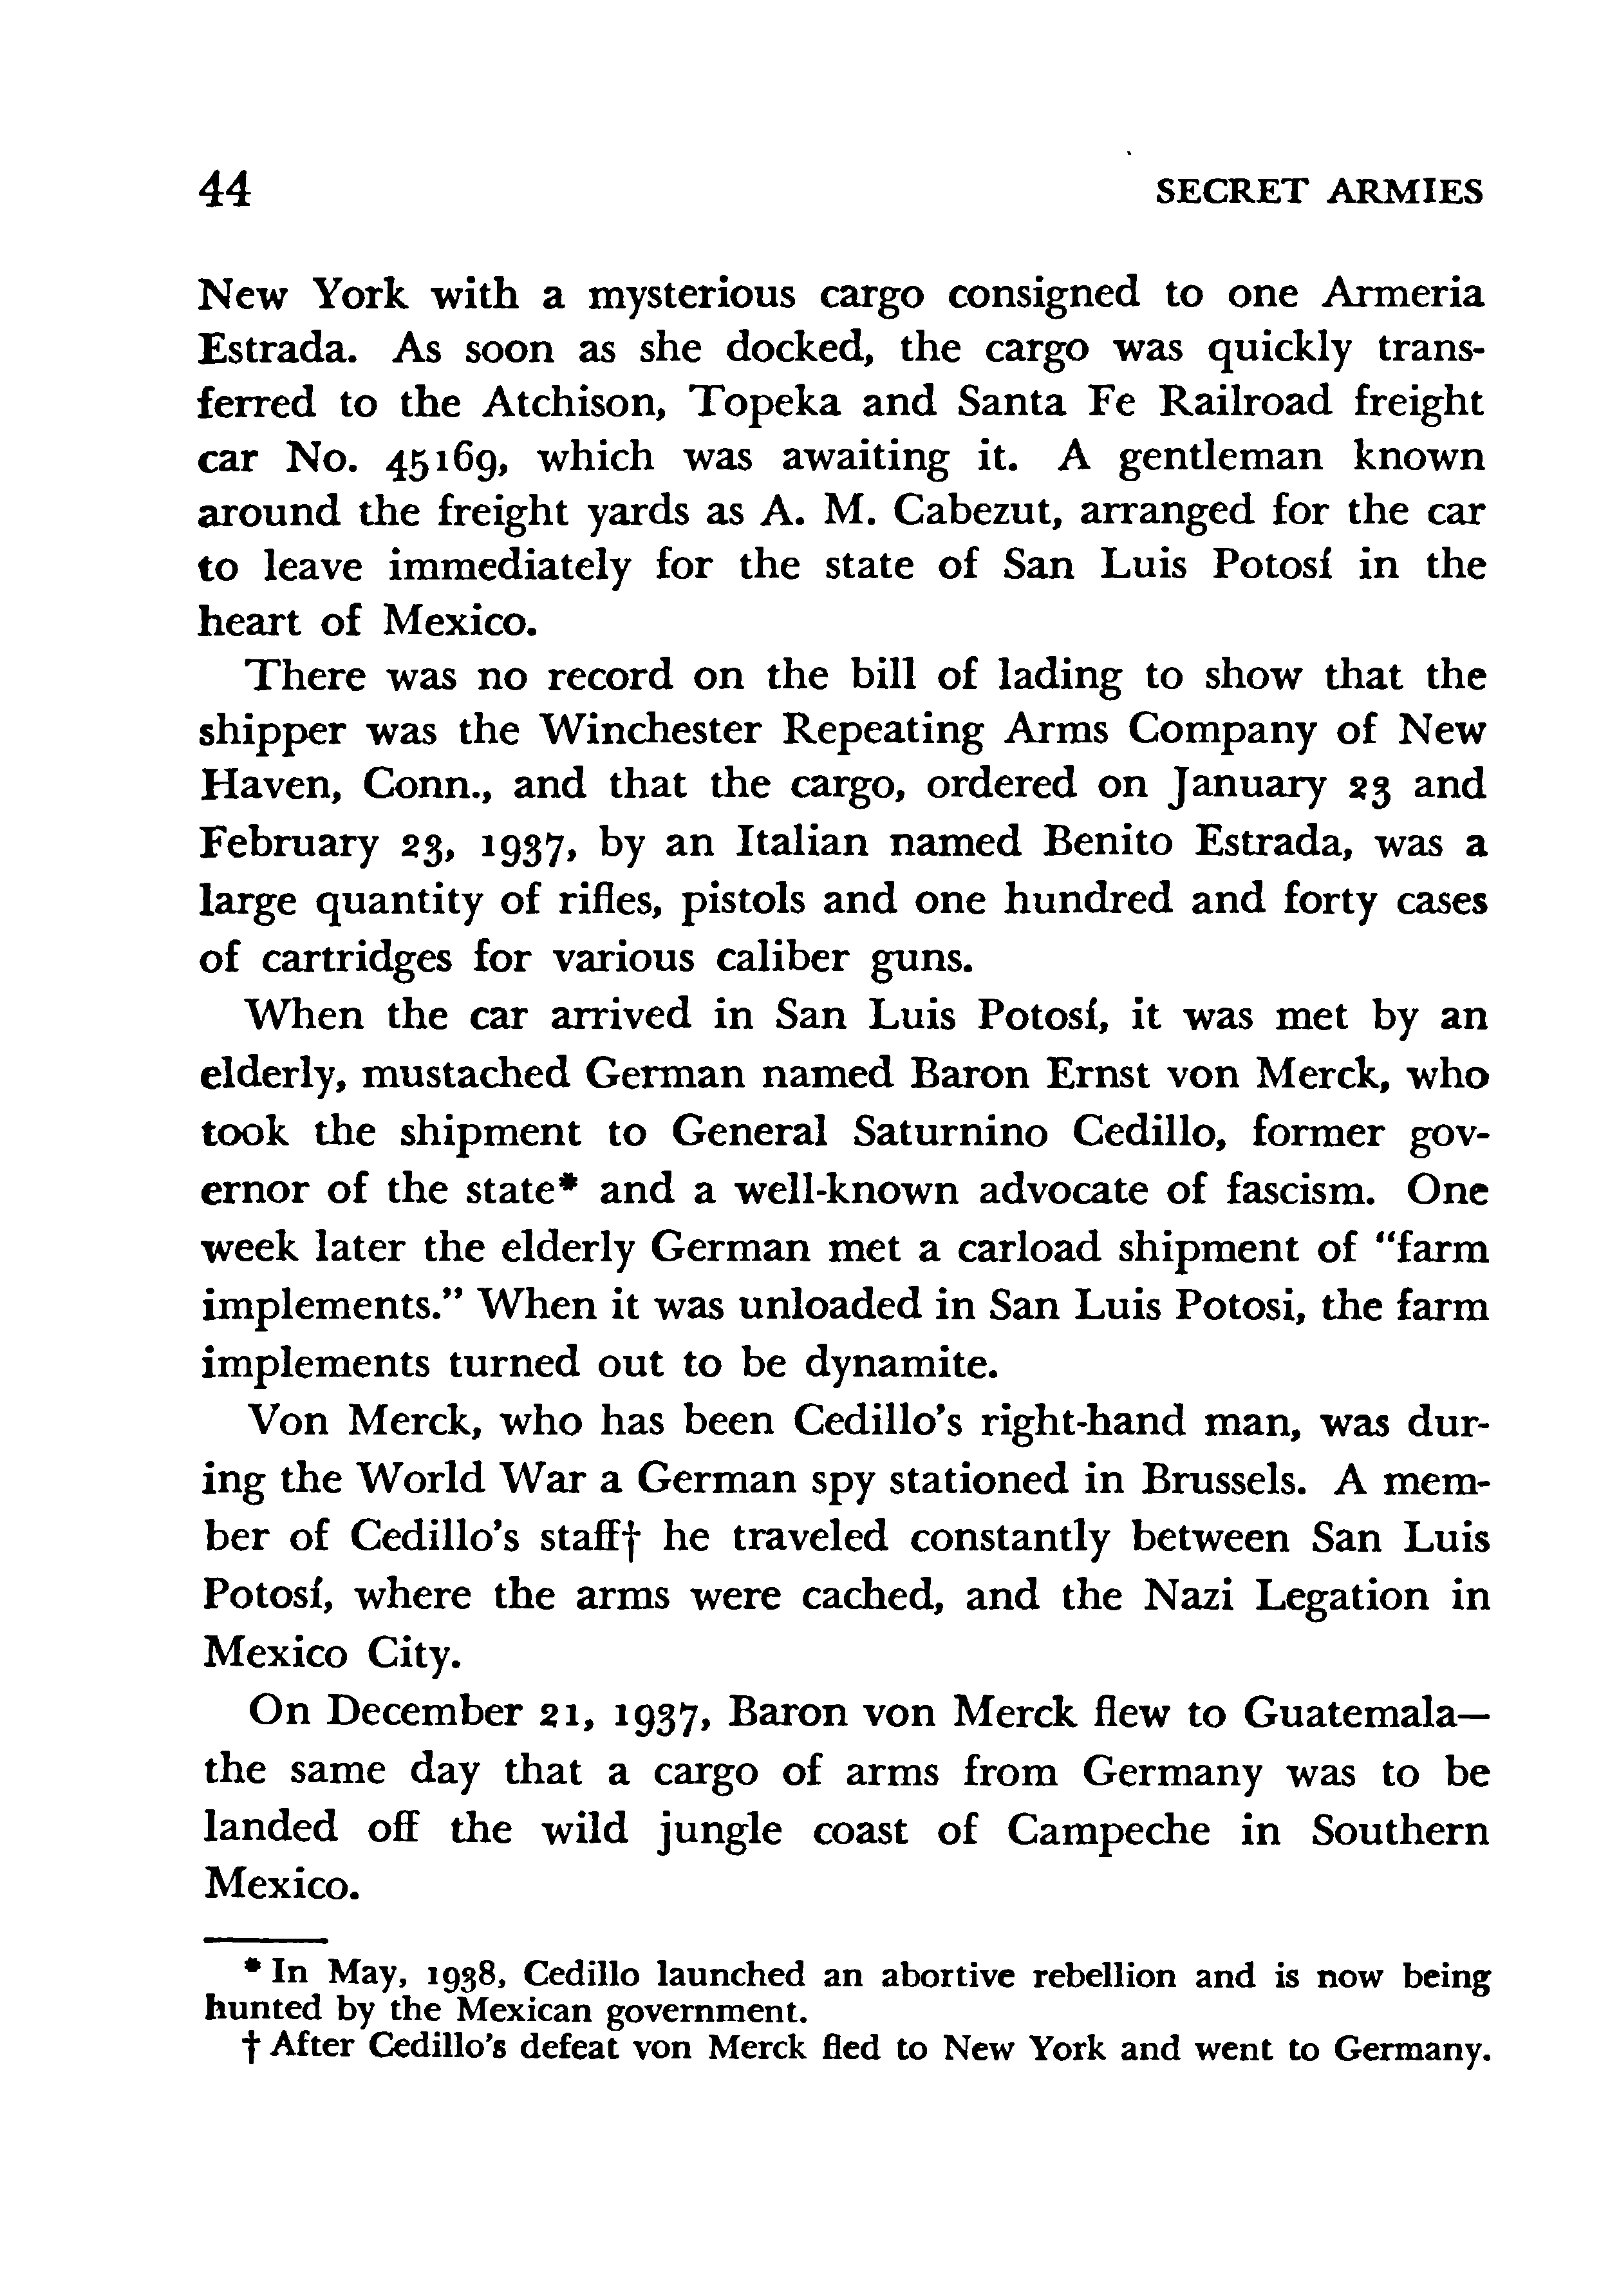 44 SECRET ARMIES
New York with a mysterious cargo consigned to one Armeria
Estrada. As soon as she docked, the cargo was quickly trans-
ferred to the Atchison, Topeka and Santa Fe Railroad freight
car No. 45169, which was awaiting it. A gentleman known
around the freight yards as A. M. Cabezut, arranged for the car
to leave immediately for the state of San Luis Potosí in the
heart of Mexico.
There was no record on the bill of lading to show that the
shipper was the Winchester Repeating Arms Company of New
Haven, Conn., and that the cargo, ordered on January 23 and
February 23, 1937, by an Italian named Benito Estrada, was a
large quantity of rifles, pistols and one hundred and forty cases
of cartridges for various caliber guns.
When the car arrived in San Luis Potosí, it was met by an
elderly, mustached German named Baron Ernst von Merck, who
took the shipment to General Saturnino Cedillo, former gov-
ernor of the state* and a well-known advocate of fascism. One
week later the elderly German met a carload shipment of “farm
implements.” When it was unloaded in San Luis Potosi, the farm
implements turned out to be dynamite.
Von Merck, who has been Cedillo’s right-hand man, was dur-
ing the World War a German spy stationed in Brussels. A mem-
ber of Cedillo’s staff† he traveled constantly between San Luis
Potosí, where the arms were cached, and the Nazi Legation in
Mexico City.
On December 21, 1937, Baron von Merck flew to Guatemala—
the same day that a cargo of arms from Germany was to be
landed off the wild jungle coast of Campeche in Southern
Mexico.
* In May, 1938, Cedillo launched an abortive rebellion and is now being
hunted by the Mexican government.
† After Cedillo’s defeat von Merck fled to New York and went to Germany.